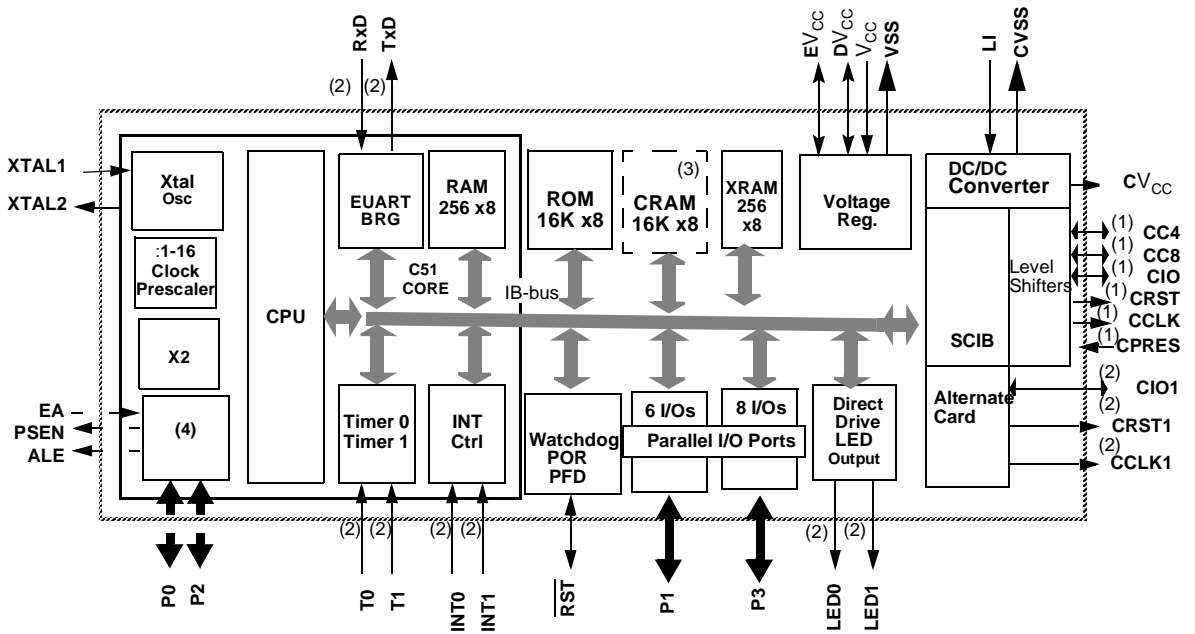 RxD
TxD
(2)
(2)
EVCC
DVCC
VCC
VSS
LI
CVSS
XTAL1
XTAL2
Xtal
Osc
:1-16
Clock
Prescaler
X2
(4)
EA
PSEN
ALE
CPU
EUART
BRG
RAM
256 x8
C51
CORE
IB-bus
ROM
16K x8
(3)
CRAM
16K x8
XRAM
256
x8
Voltage
Reg.
DC/DC
Converter
CVCC
Level
Shifters
SCIB
(1)
CC4
(1)
CC8
(1)
CIO
(1)
CRST
(1)
CCLK
(1)
CPRES
Alternate
Card
(2)
CIO1
(2)
CRST1
(2)
CCLK1
Timer 0
Timer 1
INT
Ctrl
Watchdog
POR
PFD
6 I/Os
8 I/Os
Parallel I/O Ports
Direct
Drive
LED
Output
(2)
(2)
(2)
(2)
(2)
(2)
P0
P2
T0
T1
INT0
INT1
RST
P1
P3
LED0
LED1